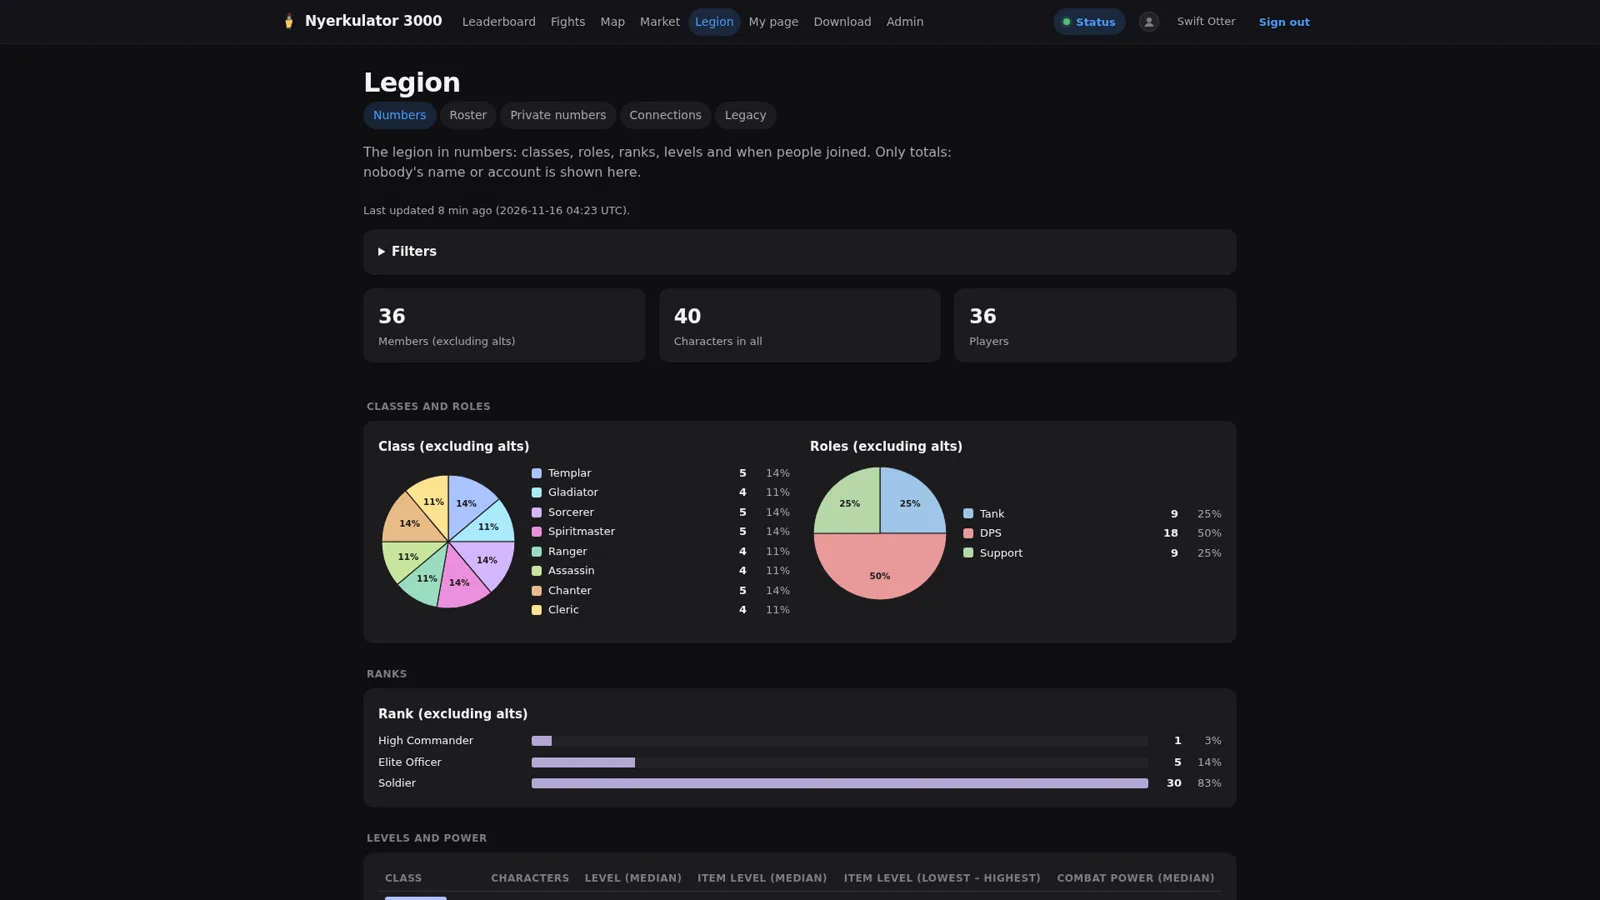 Nyerkulator 3000 Leaderboard Fights Map Market Legion My page Download Admin Status Swift Otter Sign out
Legion
Numbers Roster Private numbers Connections Legacy
The legion in numbers: classes, roles, ranks, levels and when people joined. Only totals:
nobody's name or account is shown here.
Last updated 8 min ago (2026-11-16 04:23 UTC).
Filters
36
Members (excluding alts)
40
Characters in all
36
Players
CLASSES AND ROLES
Class (excluding alts)
14%
11%
14%
14%
11%
11%
14%
11%
Templar 5 14%
Gladiator 4 11%
Sorcerer 5 14%
Spiritmaster 5 14%
Ranger 4 11%
Assassin 4 11%
Chanter 5 14%
Cleric 4 11%
Roles (excluding alts)
25%
50%
25%
Tank 9 25%
DPS 18 50%
Support 9 25%
RANKS
Rank (excluding alts)
High Commander 1 3%
Elite Officer 5 14%
Soldier 30 83%
LEVELS AND POWER
CLASS CHARACTERS LEVEL (MEDIAN) ITEM LEVEL (MEDIAN) ITEM LEVEL (LOWEST – HIGHEST) COMBAT POWER (MEDIAN)